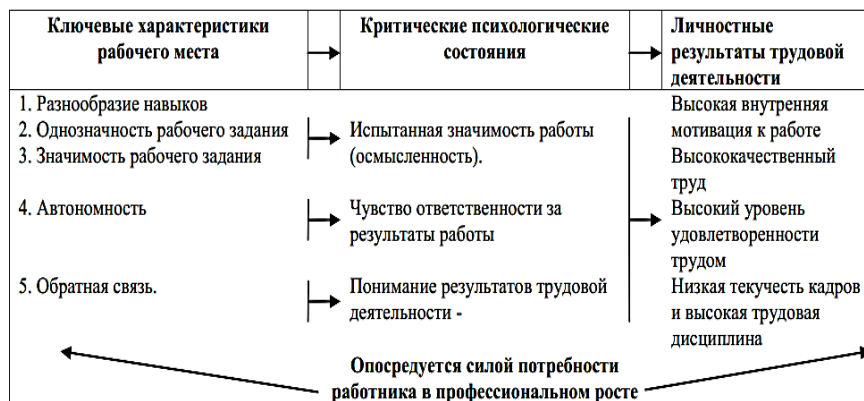 Ключевые характеристики
рабочего места
Критические психологические
состояния
Личностные
результаты трудовой
деятельности
1. Разнообразие навыков
2. Однозначность рабочего задания
3. Значимость рабочего задания
4. Автономность
5. Обратная связь.
Испытанная значимость работы
(осмысленность).
Чувство ответственности за
результаты работы
Понимание результатов трудовой
деятельности -
Высокая внутренняя
мотивация к работе
Высококачественный
труд
Высокий уровень
удовлетворенности
трудом
Низкая текучесть кадров
и высокая трудовая
дисциплина
Опосредуется силой потребности
работника в профессиональном росте